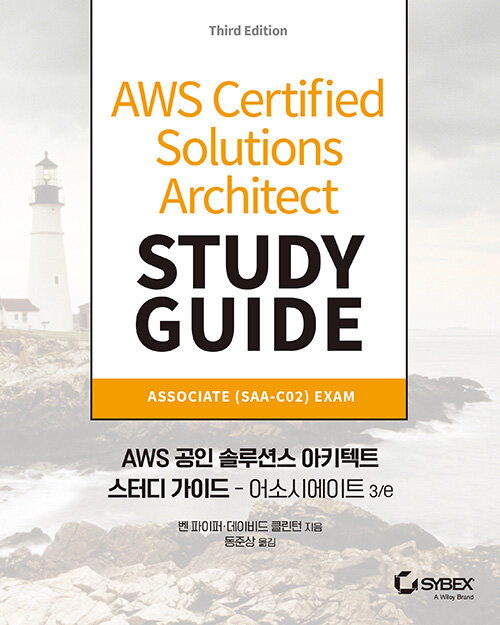 Third Edition
AWS Certified
Solutions
Architect
STUDY
GUIDE
ASSOCIATE (SAA-C02) EXAM
AWS 공인 솔루션스 아키텍트
스터디 가이드 – 어소시에이트 3/e
벤 파이퍼·데이비드 클린턴 지음
동준상 옮김
SYBEX
A Wiley Brand